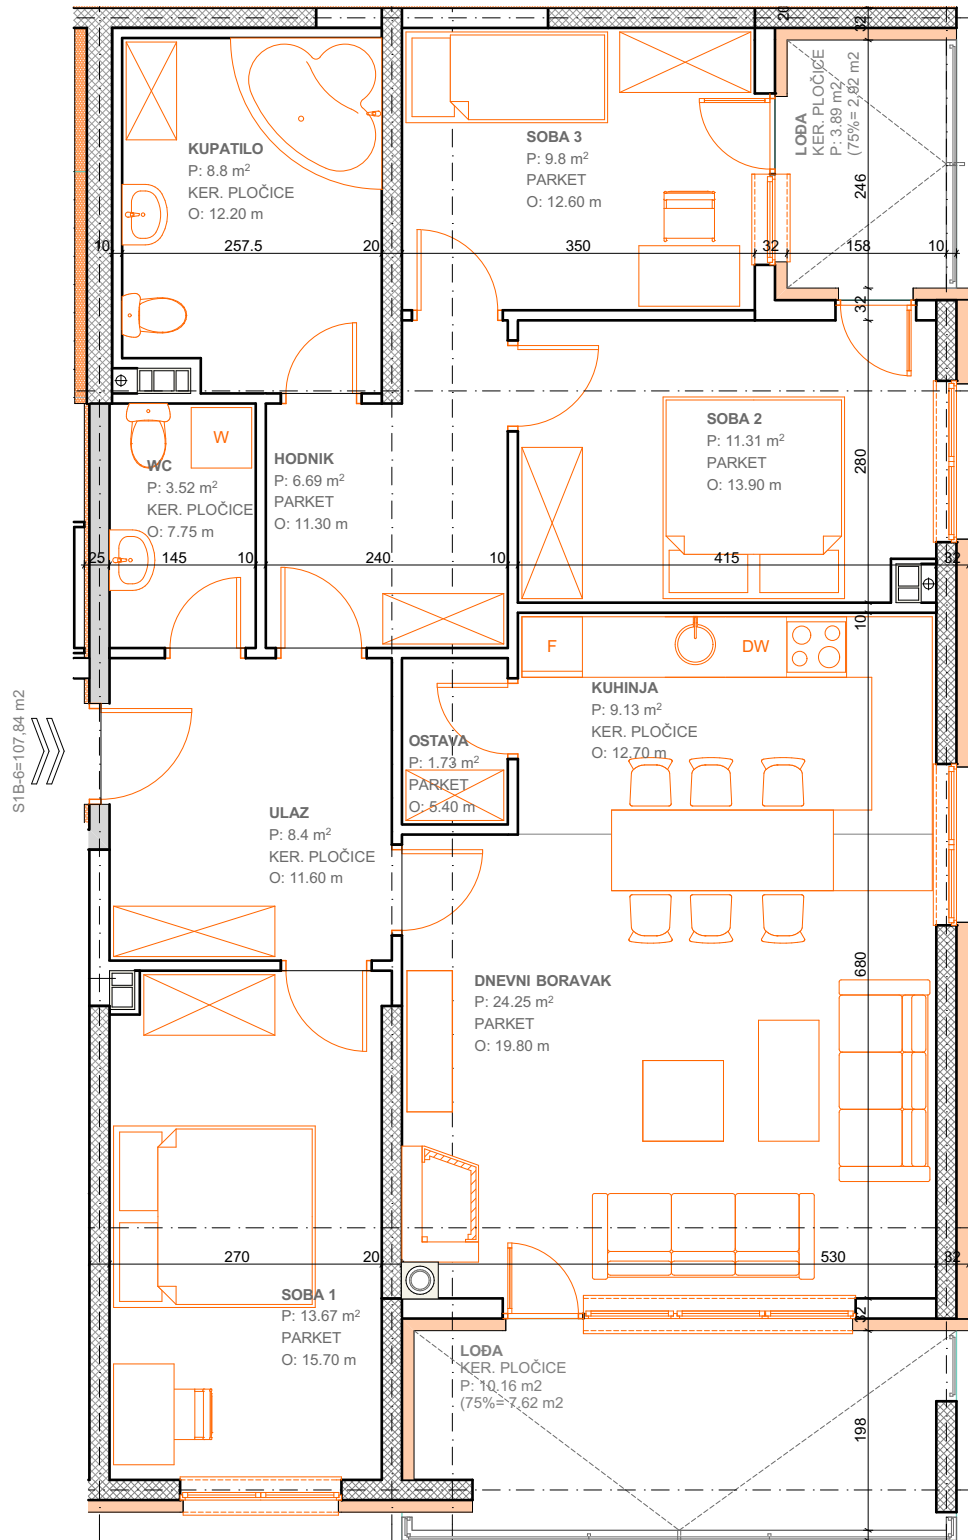 20
32
KUPATILO
P: 8.8 m²
KER. PLOČICE
O: 12.20 m
SOBA 3
P: 9.8 m²
PARKET
O: 12.60 m
LOĐA
KER. PLOČICE
P: 3.89 m2
(75%= 2,92 m2
246
10
257.5
20
350
32
158
10
32
WC
P: 3.52 m²
KER. PLOČICE
O: 7.75 m
W
HODNIK
P: 6.69 m²
PARKET
O: 11.30 m
SOBA 2
P: 11.31 m²
PARKET
O: 13.90 m
280
25
145
10
240
10
415
32
10
F
DW
KUHINJA
P: 9.13 m²
KER. PLOČICE
O: 12.70 m
OSTAVA
P: 1.73 m²
PARKET
O: 5.40 m
S1B-6=107,84 m2
ULAZ
P: 8.4 m²
KER. PLOČICE
O: 11.60 m
DNEVNI BORAVAK
P: 24.25 m²
PARKET
O: 19.80 m
680
270
20
530
32
SOBA 1
P: 13.67 m²
PARKET
O: 15.70 m
32
LOĐA
KER. PLOČICE
P: 10.16 m2
(75%= 7,62 m2
198